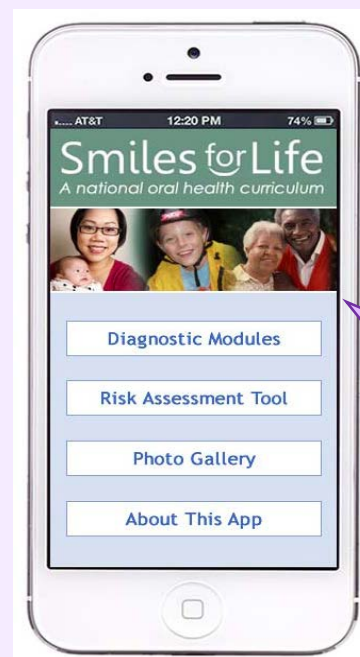 AT&T 12:20 PM 74%
Smiles for Life
A national oral health curriculum
Diagnostic Modules
Risk Assessment Tool
Photo Gallery
About This App